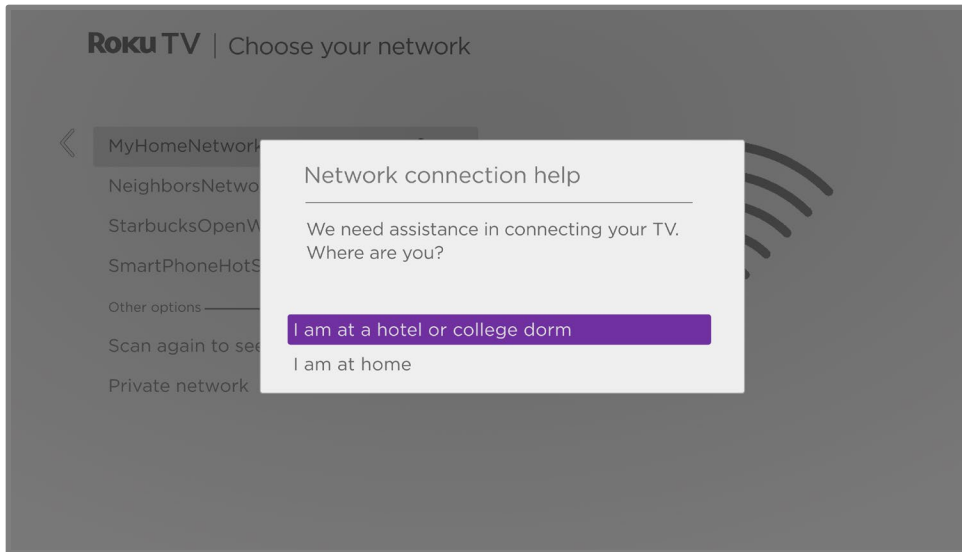 Roku TV | Choose your network
MyHomeNetwork
NeighborsNetwo
StarbucksOpenW
SmartPhoneHotS
Other options
Scan again to see
Private network
Network connection help
We need assistance in connecting your TV.
Where are you?
I am at a hotel or college dorm
I am at home